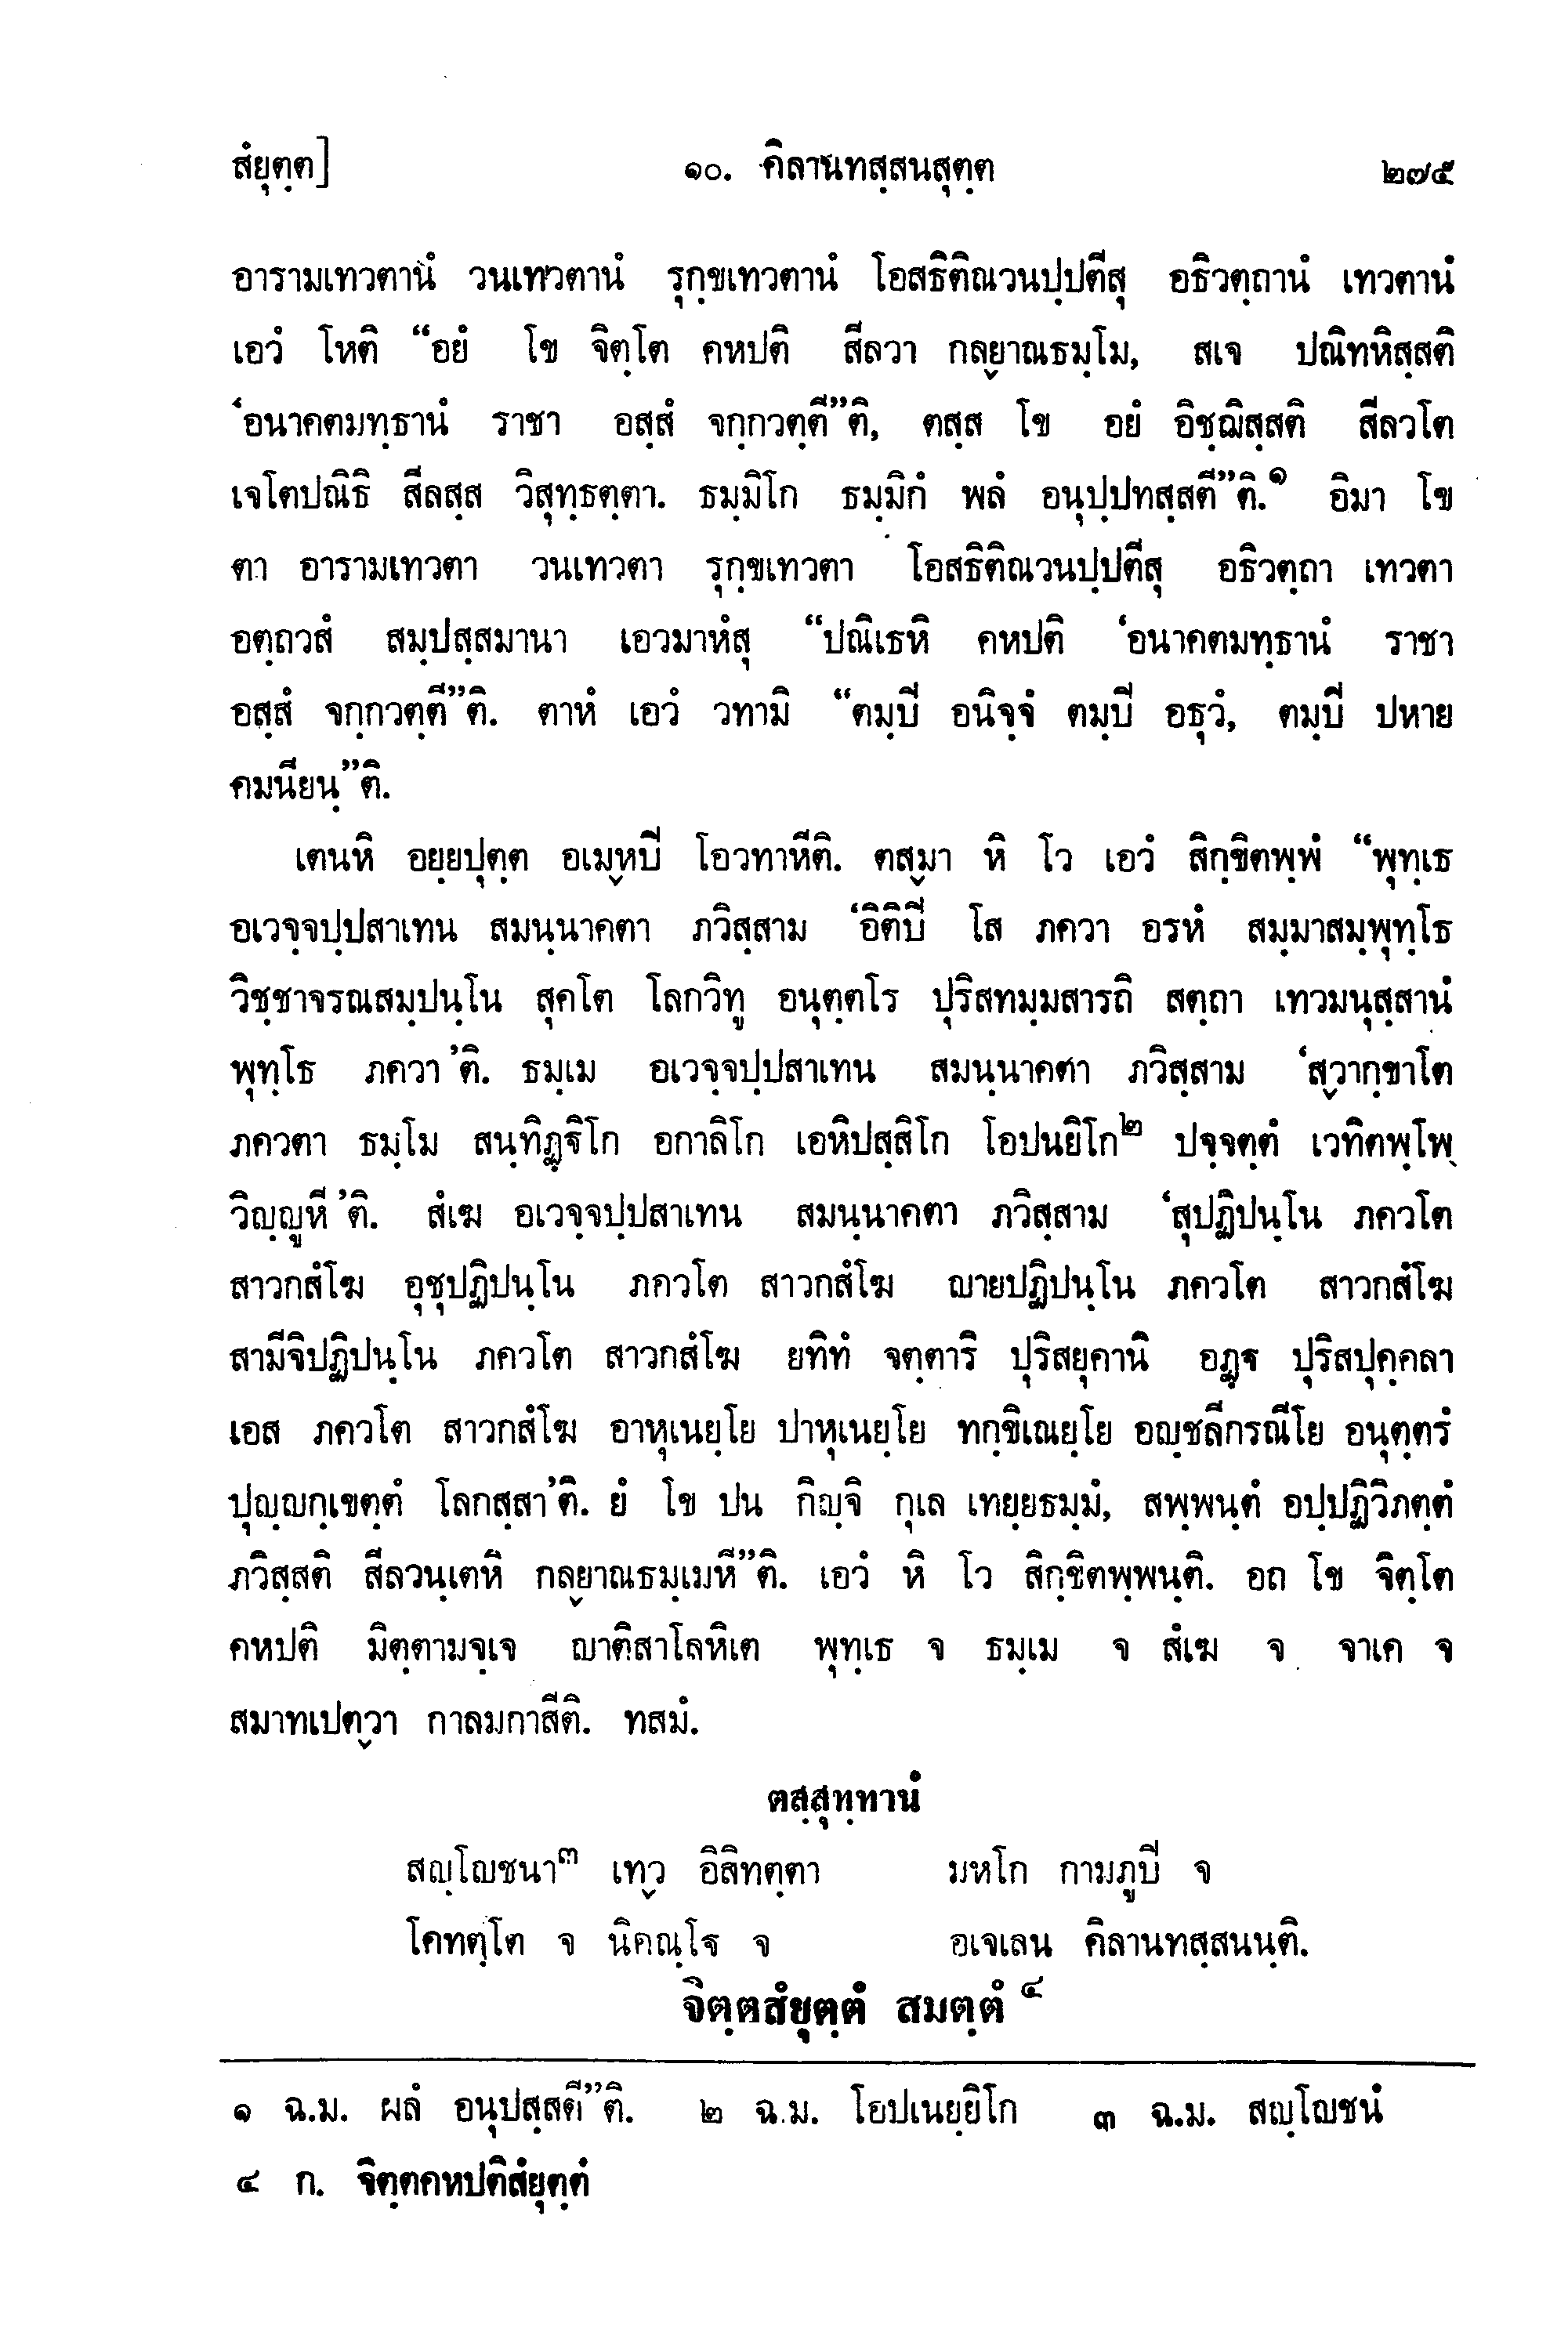 สํยุตฺต] ๑๐. คิลานทสฺสนสุตฺต ๒๗๕
อารามเทวตานํ วนเทวตานํ รุกฺขเทวตานํ โอสธิติณวนปฺปตีสุ อธิวตฺถานํ เทวตานํ
เอวํ โหติ “อยํ โข จิตฺโต คหปติ สีลวา กลฺยาณธมฺโม, สเจ ปณิทหิสฺสติ
‘อนาคตมทฺธานํ ราชา อสฺสํ จกฺกวตฺตี”ติ, ตสฺส โข อยํ อิชฺฌิสฺสติ สีลวโต
เจโตปณิธิ สีลสฺส วิสุทฺธตฺตา. ธมฺมิโก ธมฺมิกํ พลํ อนุปฺปทสฺสตี”ติ.๑ อิมา โข
ตา อารามเทวตา วนเทวตา รุกฺขเทวตา โอสธิติณวนปฺปตีสุ อธิวตฺถา เทวตา
อตฺถวสํ สมฺปสฺสมานา เอวมาหํสุ “ปณิเธหิ คหปติ ‘อนาคตมทฺธานํ ราชา
อสฺสํ จกฺกวตฺตี”ติ. ตาหํ เอวํ วทามิ “ตมฺปี อนิจฺจํ ตมฺปี อธุวํ, ตมฺปี ปหาย
คมนียนฺ”ติ.
เตนหิ อยฺยปุตฺต อเมฺหปี โอวทาหีติ. ตสฺมา หิ โว เอวํ สิกฺขิตพฺพํ “พุทฺเธ
อเวจฺจปฺปสาเทน สมนฺนาคตา ภวิสฺสาม ‘อิติปี โส ภควา อรหํ สมฺมาสมฺพุทฺโธ
วิชฺชาจรณสมฺปนฺโน สุคโต โลกวิทู อนุตฺตโร ปุริสทมฺมสารถิ สตฺถา เทวมนุสฺสานํ
พุทฺโธ ภควา’ติ. ธมฺเม อเวจฺจปฺปสาเทน สมนฺนาคตา ภวิสฺสาม ‘สฺวากฺขาโต
ภควตา ธมฺโม สนฺทิฏฺฐิโก อกาลิโก เอหิปสฺสิโก โอปนยิโก๒ ปจฺจตฺตํ เวทิตพฺโพฺ
วิญฺญูหี’ติ. สํเฆ อเวจฺจปฺปสาเทน สมนฺนาคตา ภวิสฺสาม ‘สุปฏิปนฺโน ภควโต
สาวกสํโฆ อุชุปฏิปนฺโน ภควโต สาวกสํโฆ ญายปฏิปนฺโน ภควโต สาวกสํโฆ
สามีจิปฏิปนฺโน ภควโต สาวกสํโฆ ยทิทํ จตฺตาริ ปุริสยุคานิ อฏฺฐ ปุริสปุคฺคลา
เอส ภควโต สาวกสํโฆ อาหุเนยฺโย ปาหุเนยฺโย ทกฺขิเณยฺโย อญฺชลีกรณีโย อนุตฺตรํ
ปุญฺญกฺเขตฺตํ โลกสฺสา’ติ. ยํ โข ปน กิญฺจิ กุเล เทยฺยธมฺมํ, สพฺพนฺตํ อปฺปฏิวิภตฺตํ
ภวิสฺสติ สีลวนฺเตหิ กลฺยาณธมฺเมหี”ติ. เอวํ หิ โว สิกฺขิตพฺพนฺติ. อถ โข จิตฺโต
คหปติ มิตฺตามจฺเจ ญาติสาโลหิเต พุทฺเธ จ ธมฺเม จ สํเฆ จ จาเค จ
สมาทเปตฺวา กาลมกาสีติ. ทสมํ.
ตสฺสุทฺทานํ
สญฺโญชนา๓ เทฺว อิสิทตฺตา มหโก กามภูปี จ
โคทตฺโต จ นิคณฺโฐ จ อเจเลน คิลานทสฺสนนฺติ.
จิตฺตสํยุตฺตํ สมตฺตํ ๔
๑ ฉ.ม. ผลํ อนุปสฺสตี”ติ. ๒ ฉ.ม. โอปเนยฺยิโก ๓ ฉ.ม. สญฺโญชนํ
๔ ก. จิตฺตคหปติสํยุตฺตํ